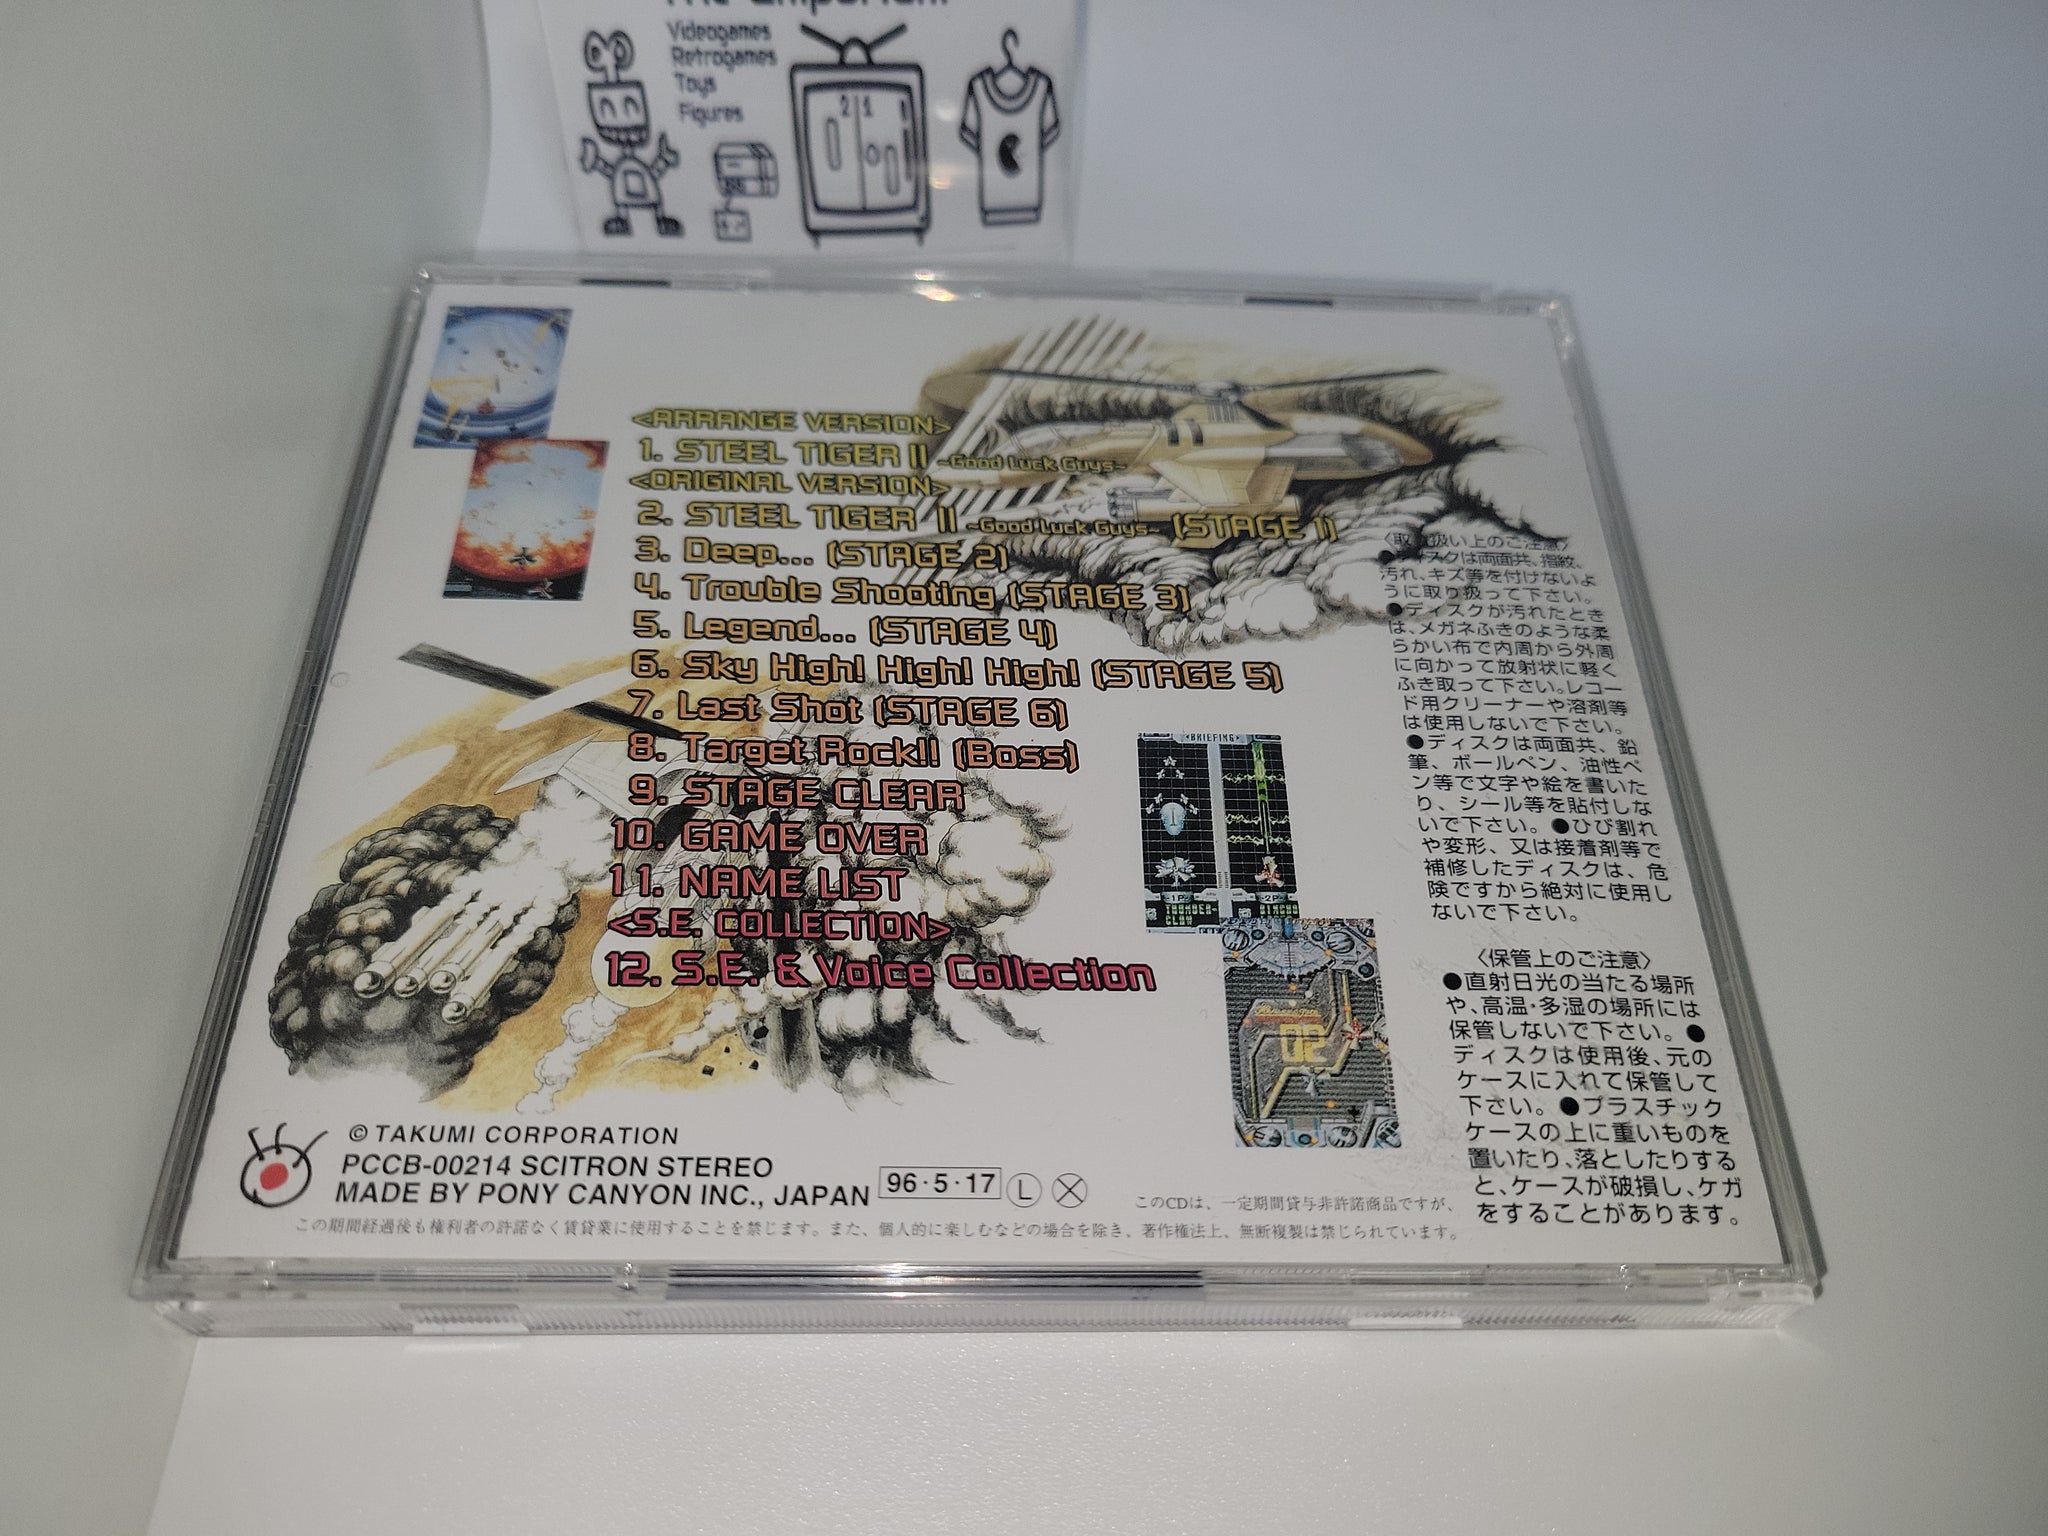 The Emporium
Videogames
Retrogames
Toys
Figures
21
<ARRANGE VERSION>
1. STEEL TIGER II ~Good Luck Guys~
<ORIGINAL VERSION>
2. STEEL TIGER II ~Good Luck Guys~ (STAGE 1)
3. Deep... (STAGE 2)
4. Trouble Shooting (STAGE 3)
5. Legend... (STAGE 4)
6. Sky High! High! High! (STAGE 5)
7. Last Shot (STAGE 6)
8. Target Rock!! (Boss)
9. STAGE CLEAR
10. GAME OVER
11. NAME LIST
<S.E. COLLECTION>
12. S.E. & Voice Collection
BRIEFING
1P
2P
THUNDER-
CLAW
02
〈取り扱い上のご注意〉
●ディスクは両面共、指紋、
汚れ、キズ等を付けないよ
うに取り扱って下さい。
●ディスクが汚れたとき
は、メガネふきのような柔
らかい布で内周から外周
に向かって放射状に軽く
ふき取って下さい。レコー
ド用クリーナーや溶剤等
は使用しないで下さい。
●ディスクは両面共、鉛
筆、ボールペン、油性ペ
ン等で文字や絵を書いた
り、シール等を貼付しな
いで下さい。●ひび割れ
や変形、又は接着剤等で
補修したディスクは、危
険ですから絶対に使用し
ないで下さい。
〈保管上のご注意〉
●直射日光の当たる場所
や、高温・多湿の場所には
保管しないで下さい。●
ディスクは使用後、元の
ケースに入れて保管して
下さい。●プラスチック
ケースの上に重いものを
置いたり、落としたりする
と、ケースが破損し、ケガ
をすることがあります。
© TAKUMI CORPORATION
PCCB-00214 SCITRON STEREO
MADE BY PONY CANYON INC., JAPAN 96・5・17 Ⓛ Ⓧ
このCDは、一定期間貸与非許諾商品ですが、
この期間経過後も権利者の許諾なく賃貸業に使用することを禁じます。また、個人的に楽しむなどの場合を除き、著作権法上、無断複製は禁じられています。